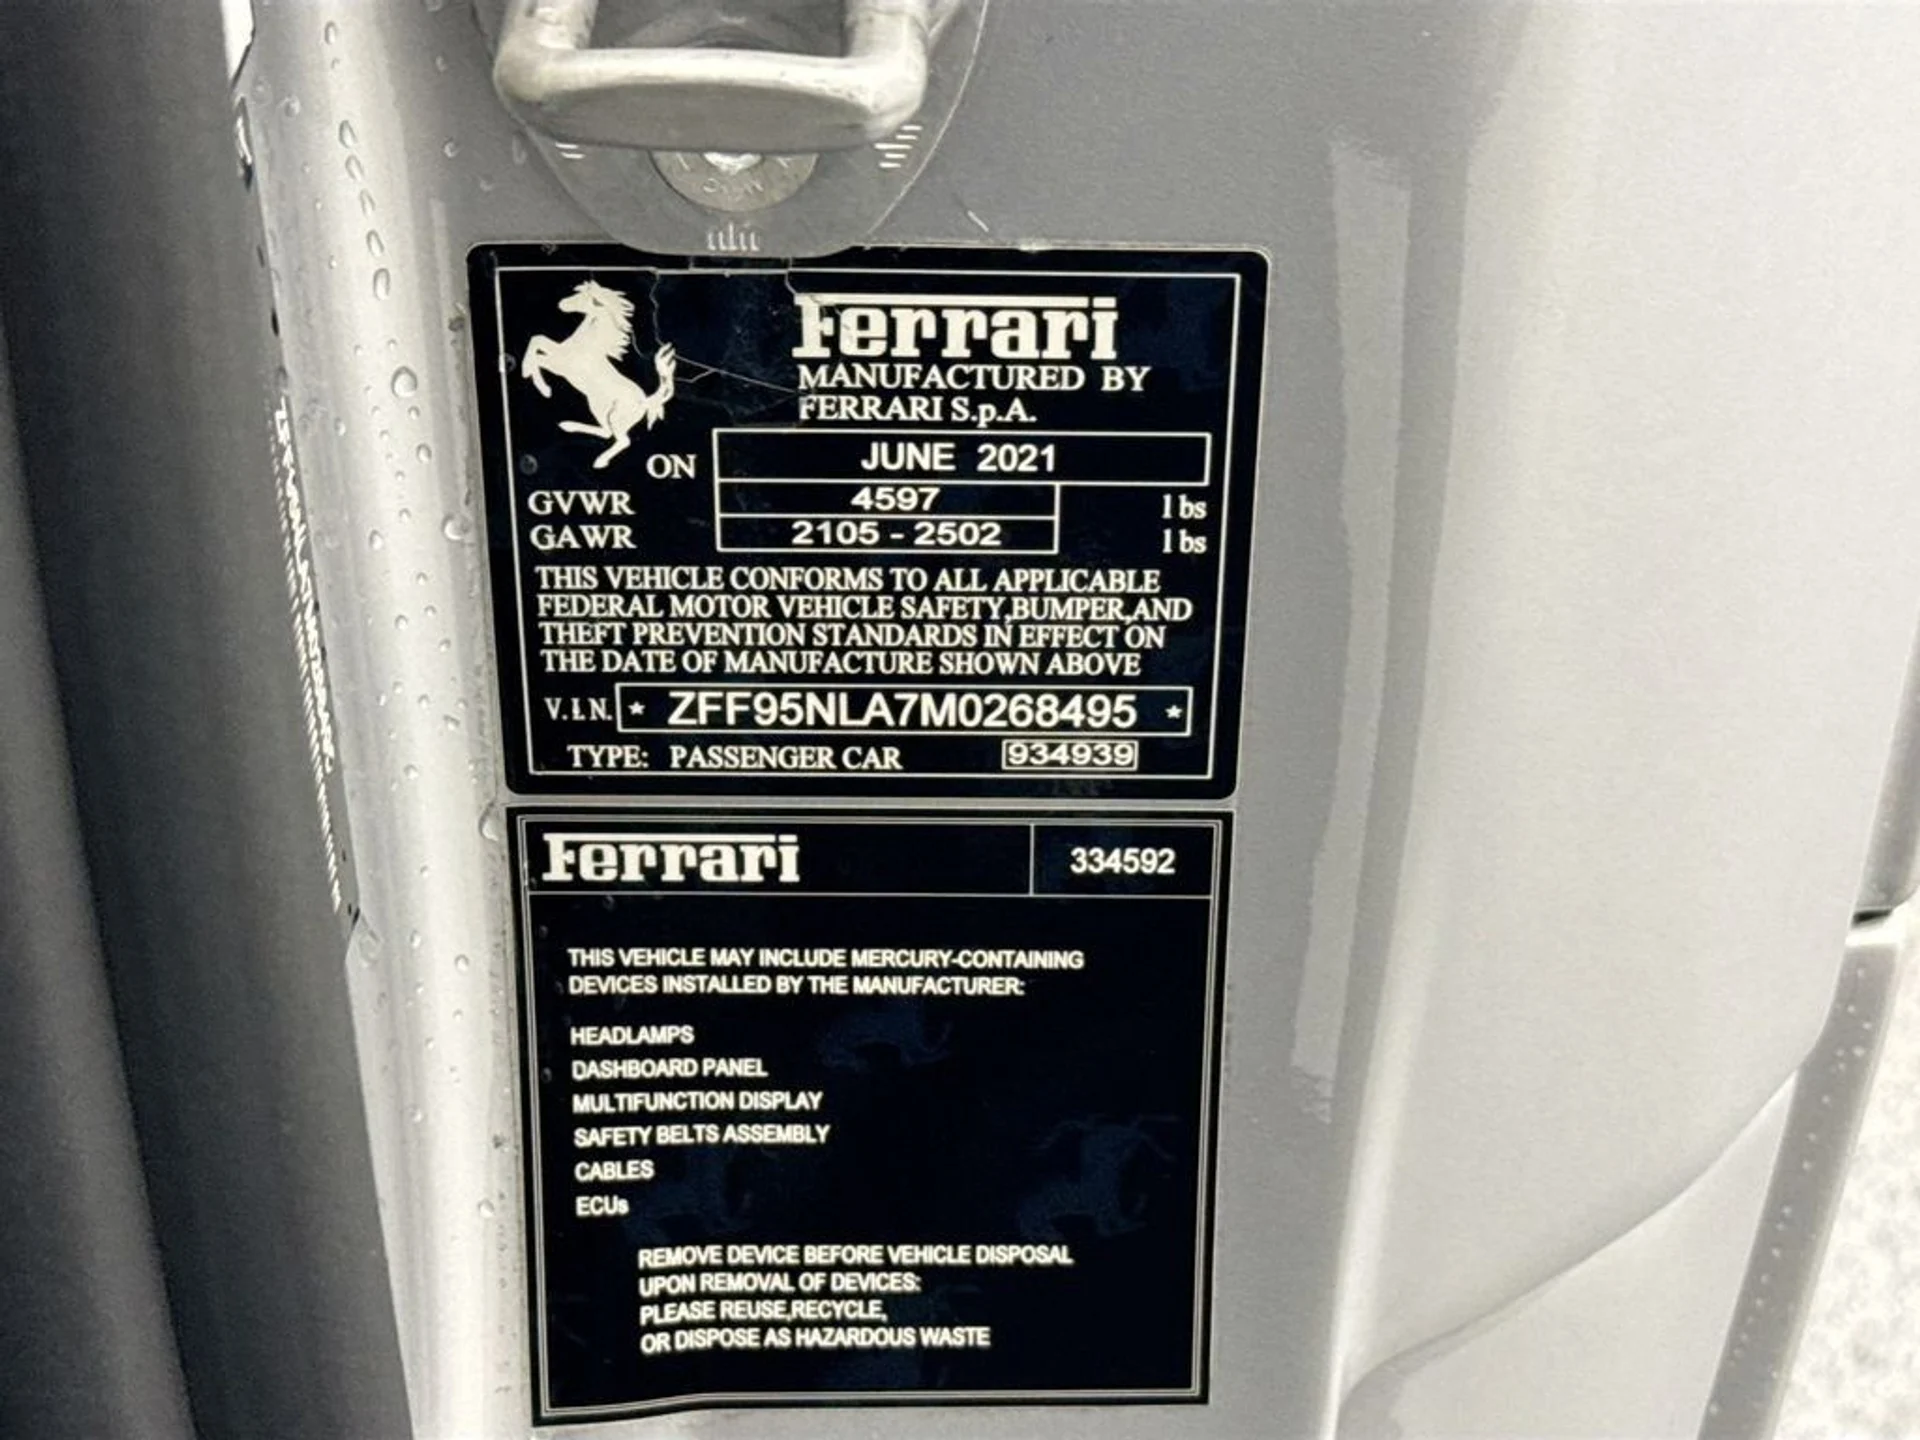 Ferrari
MANUFACTURED BY
FERRARI S.p.A.
ON JUNE 2021
GVWR 4597 lbs
GAWR 2105 - 2502 lbs
THIS VEHICLE CONFORMS TO ALL APPLICABLE
FEDERAL MOTOR VEHICLE SAFETY,BUMPER,AND
THEFT PREVENTION STANDARDS IN EFFECT ON
THE DATE OF MANUFACTURE SHOWN ABOVE
V.I.N. * ZFF95NLA7M0268495 *
TYPE: PASSENGER CAR 934939
Ferrari 334592
THIS VEHICLE MAY INCLUDE MERCURY-CONTAINING
DEVICES INSTALLED BY THE MANUFACTURER:
HEADLAMPS
DASHBOARD PANEL
MULTIFUNCTION DISPLAY
SAFETY BELTS ASSEMBLY
CABLES
ECUs
REMOVE DEVICE BEFORE VEHICLE DISPOSAL
UPON REMOVAL OF DEVICES:
PLEASE REUSE,RECYCLE,
OR DISPOSE AS HAZARDOUS WASTE